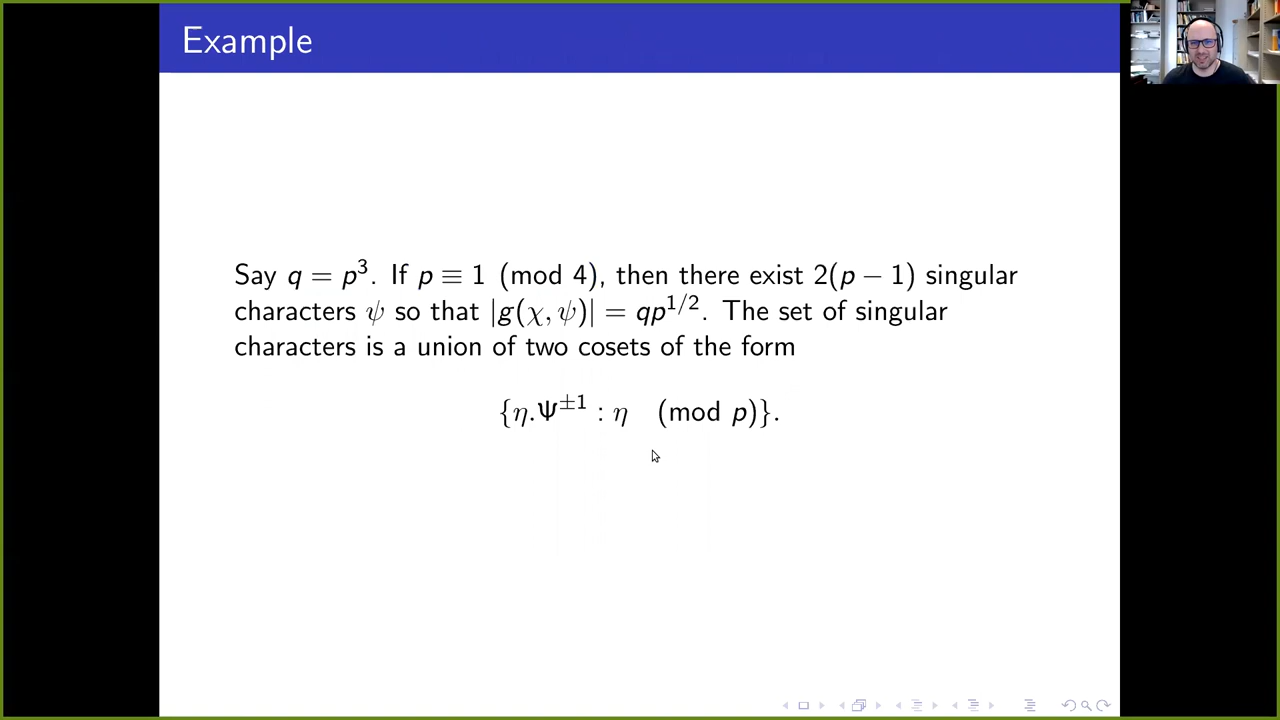 Example
Say q = p³. If p ≡ 1 (mod 4), then there exist 2(p − 1) singular
characters ψ so that |g(χ, ψ)| = qp^{1/2}. The set of singular
characters is a union of two cosets of the form
{η.Ψ^{±1} : η (mod p)}.